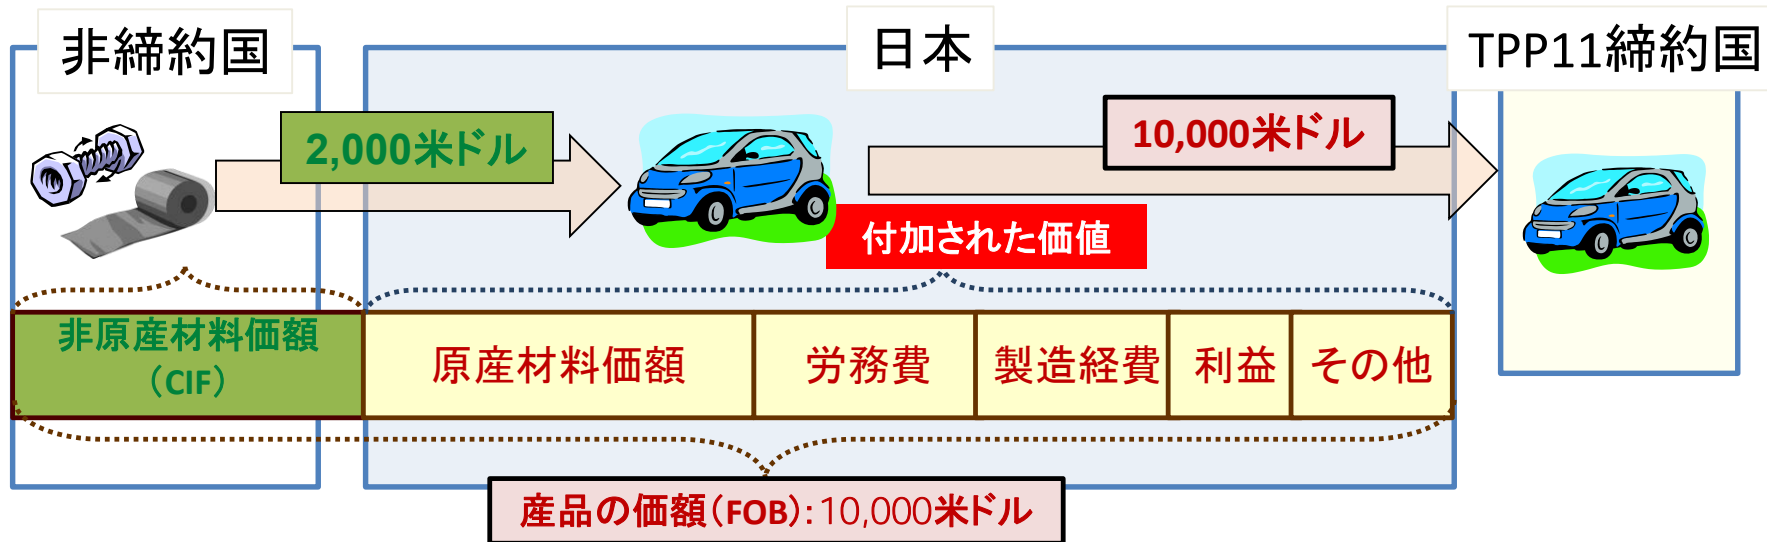 非締約国
日本
TPP11締約国
2,000米ドル
10,000米ドル
付加された価値
非原産材料価額
（CIF）
原産材料価額
労務費
製造経費
利益
その他
産品の価額（FOB）：10,000米ドル